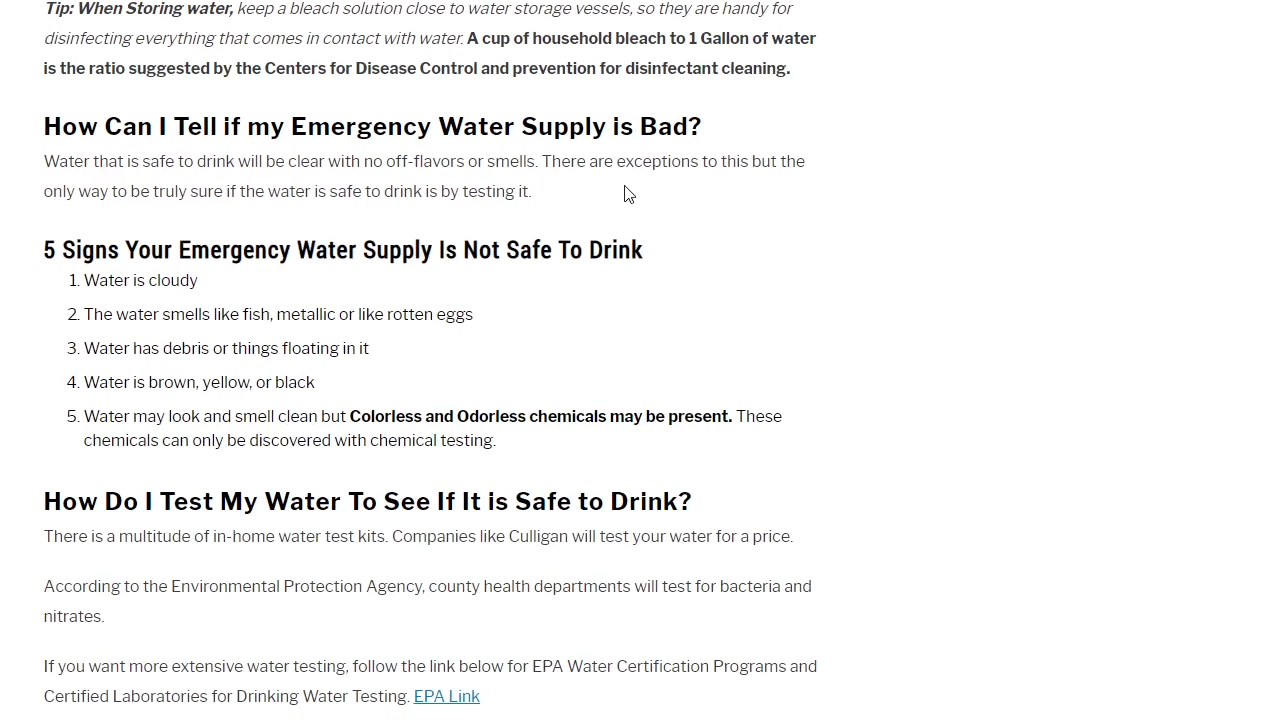 Tip: When Storing water, keep a bleach solution close to water storage vessels, so they are handy for
disinfecting everything that comes in contact with water. A cup of household bleach to 1 Gallon of water
is the ratio suggested by the Centers for Disease Control and prevention for disinfectant cleaning.
How Can I Tell if my Emergency Water Supply is Bad?
Water that is safe to drink will be clear with no off-flavors or smells. There are exceptions to this but the
only way to be truly sure if the water is safe to drink is by testing it.
5 Signs Your Emergency Water Supply Is Not Safe To Drink
1. Water is cloudy
2. The water smells like fish, metallic or like rotten eggs
3. Water has debris or things floating in it
4. Water is brown, yellow, or black
5. Water may look and smell clean but Colorless and Odorless chemicals may be present. These
chemicals can only be discovered with chemical testing.
How Do I Test My Water To See If It is Safe to Drink?
There is a multitude of in-home water test kits. Companies like Culligan will test your water for a price.
According to the Environmental Protection Agency, county health departments will test for bacteria and
nitrates.
If you want more extensive water testing, follow the link below for EPA Water Certification Programs and
Certified Laboratories for Drinking Water Testing. EPA Link